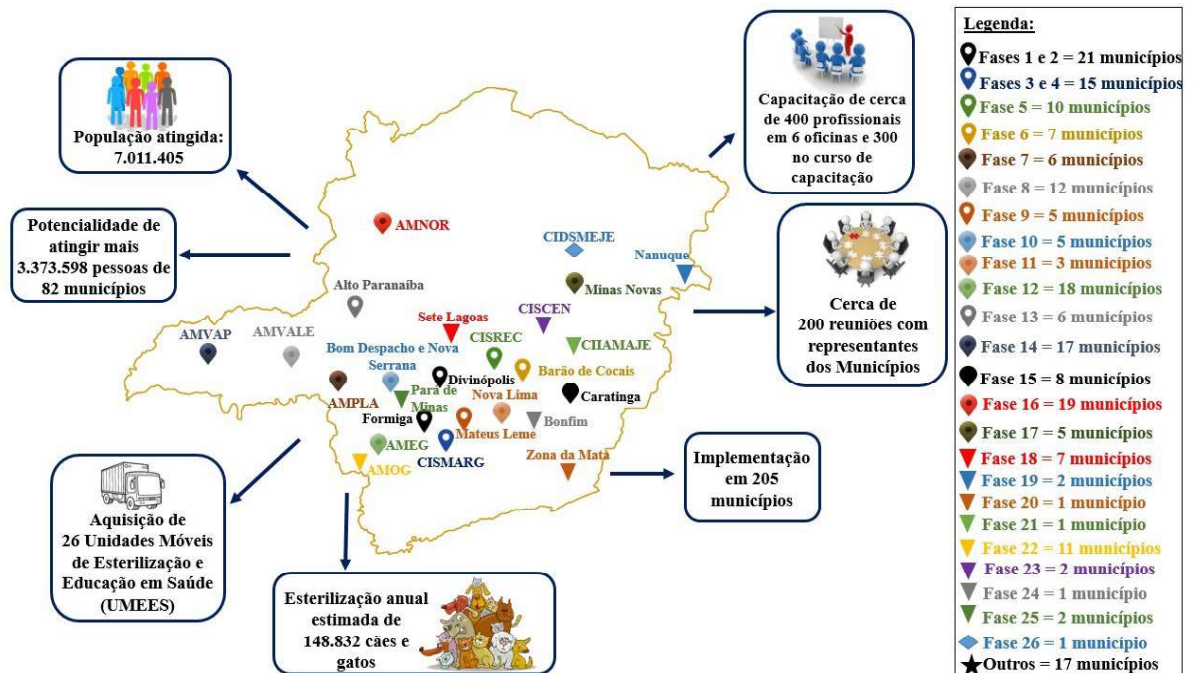 População atingida:
7.011.405
Potencialidade de
atingir mais
3.373.598 pessoas de
82 municípios
Capacitação de cerca
de 400 profissionais
em 6 oficinas e 300
no curso de
capacitação
Cerca de
200 reuniões com
representantes
dos Municípios
AMNOR
CIDSMEJE
Nanuque
Alto Paranaíba
Minas Novas
CISCEN
Sete Lagoas
AMVAP
AMVALE
CISREC
CIIAMAJE
Bom Despacho e Nova
Serrana
Divinópolis
Barão de Cocais
AMPLA
Pará de
Minas
Nova Lima
Caratinga
Formiga
Mateus Leme
Bonfim
AMEG
CISMARG
Zona da Mata
AMOG
Implementação
em 205
municípios
Aquisição de
26 Unidades Móveis
de Esterilização e
Educação em Saúde
(UMEES)
Esterilização anual
estimada de
148.832 cães e
gatos
Legenda:
Fases 1 e 2 = 21 municípios
Fases 3 e 4 = 15 municípios
Fase 5 = 10 municípios
Fase 6 = 7 municípios
Fase 7 = 6 municípios
Fase 8 = 12 municípios
Fase 9 = 5 municípios
Fase 10 = 5 municípios
Fase 11 = 3 municípios
Fase 12 = 18 municípios
Fase 13 = 6 municípios
Fase 14 = 17 municípios
Fase 15 = 8 municípios
Fase 16 = 19 municípios
Fase 17 = 5 municípios
Fase 18 = 7 municípios
Fase 19 = 2 municípios
Fase 20 = 1 município
Fase 21 = 1 município
Fase 22 = 11 municípios
Fase 23 = 2 municípios
Fase 24 = 1 município
Fase 25 = 2 municípios
Fase 26 = 1 município
Outros = 17 municípios